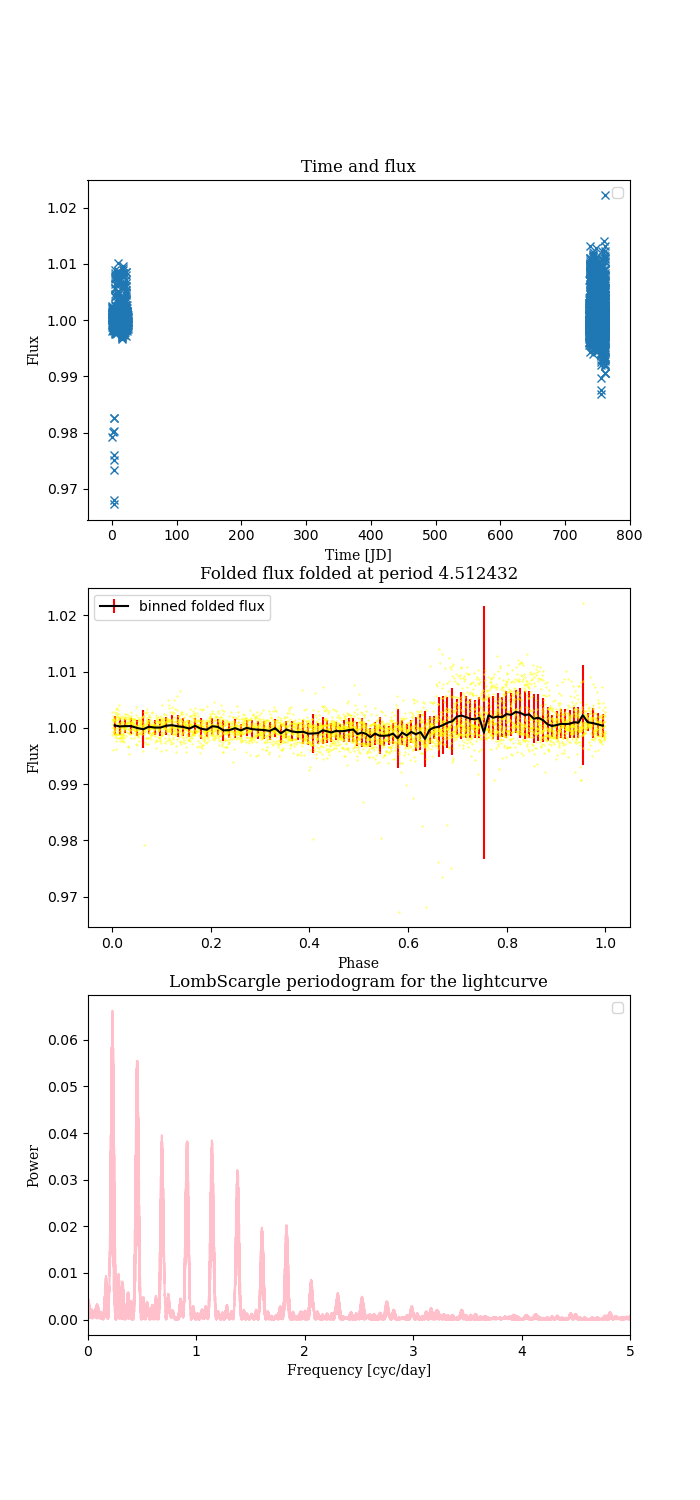 Time and flux
1.02
1.01
1.00
0.99
0.98
0.97
Flux
0 100 200 300 400 500 600 700 800
Time [JD]
Folded flux folded at period 4.512432
binned folded flux
1.02
1.01
1.00
0.99
0.98
0.97
Flux
0.0 0.2 0.4 0.6 0.8 1.0
Phase
LombScargle periodogram for the lightcurve
0.06
0.05
0.04
0.03
0.02
0.01
0.00
Power
0 1 2 3 4 5
Frequency [cyc/day]